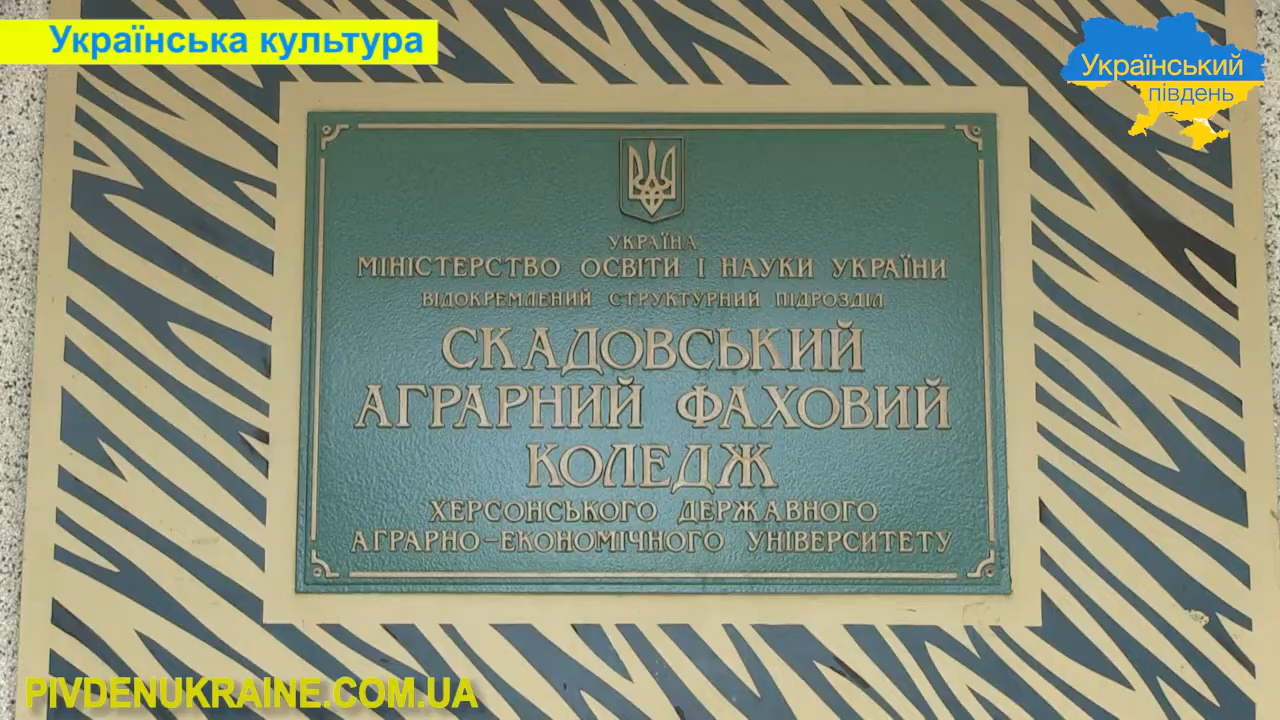 Українська культура
Український
південь
УКРАЇНА
МІНІСТЕРСТВО ОСВІТИ І НАУКИ УКРАЇНИ
ВІДОКРЕМЛЕНИЙ СТРУКТУРНИЙ ПІДРОЗДІЛ
СКАДОВСЬКИЙ
АГРАРНИЙ ФАХОВИЙ
КОЛЕДЖ
ХЕРСОНСЬКОГО ДЕРЖАВНОГО
АГРАРНО-ЕКОНОМІЧНОГО УНІВЕРСИТЕТУ
PIVDENUKRAINE.COM.UA